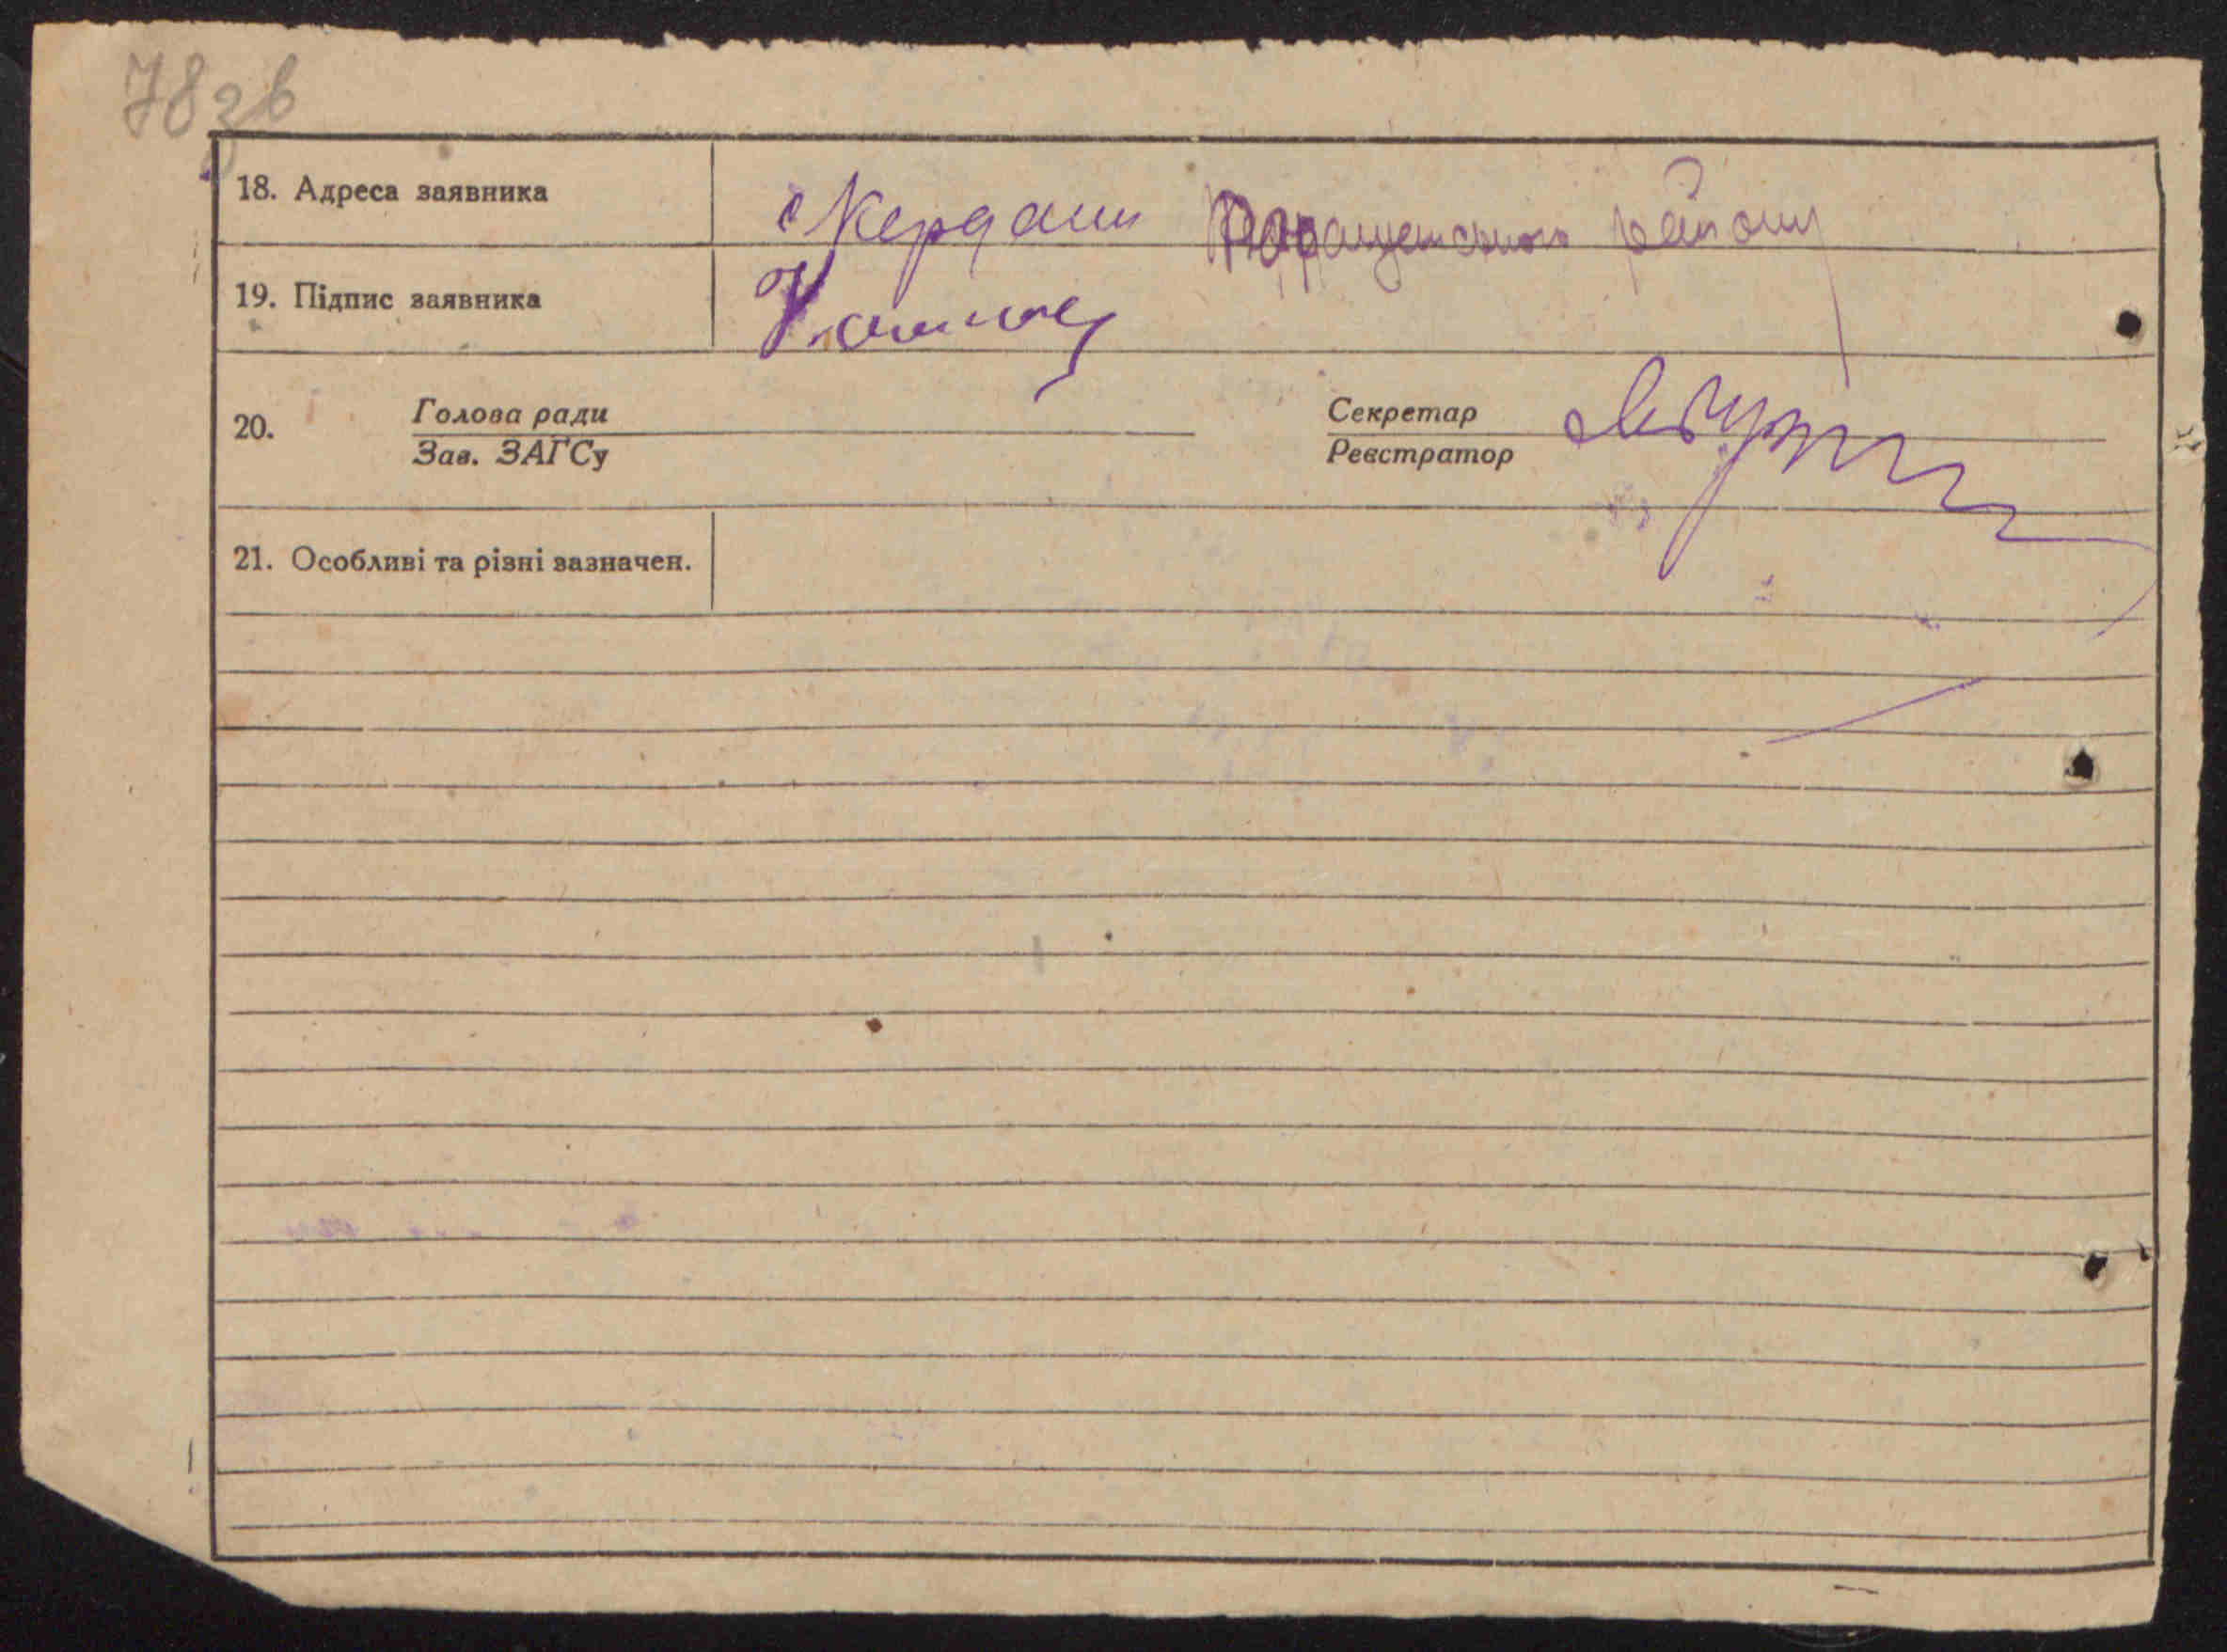 78зв
18. Адреса заявника с Кердани району
19. Підпис заявника
20. Голова ради Секретар
Зав. ЗАГСу Реєстратор
21. Особливі та різні зазначен.